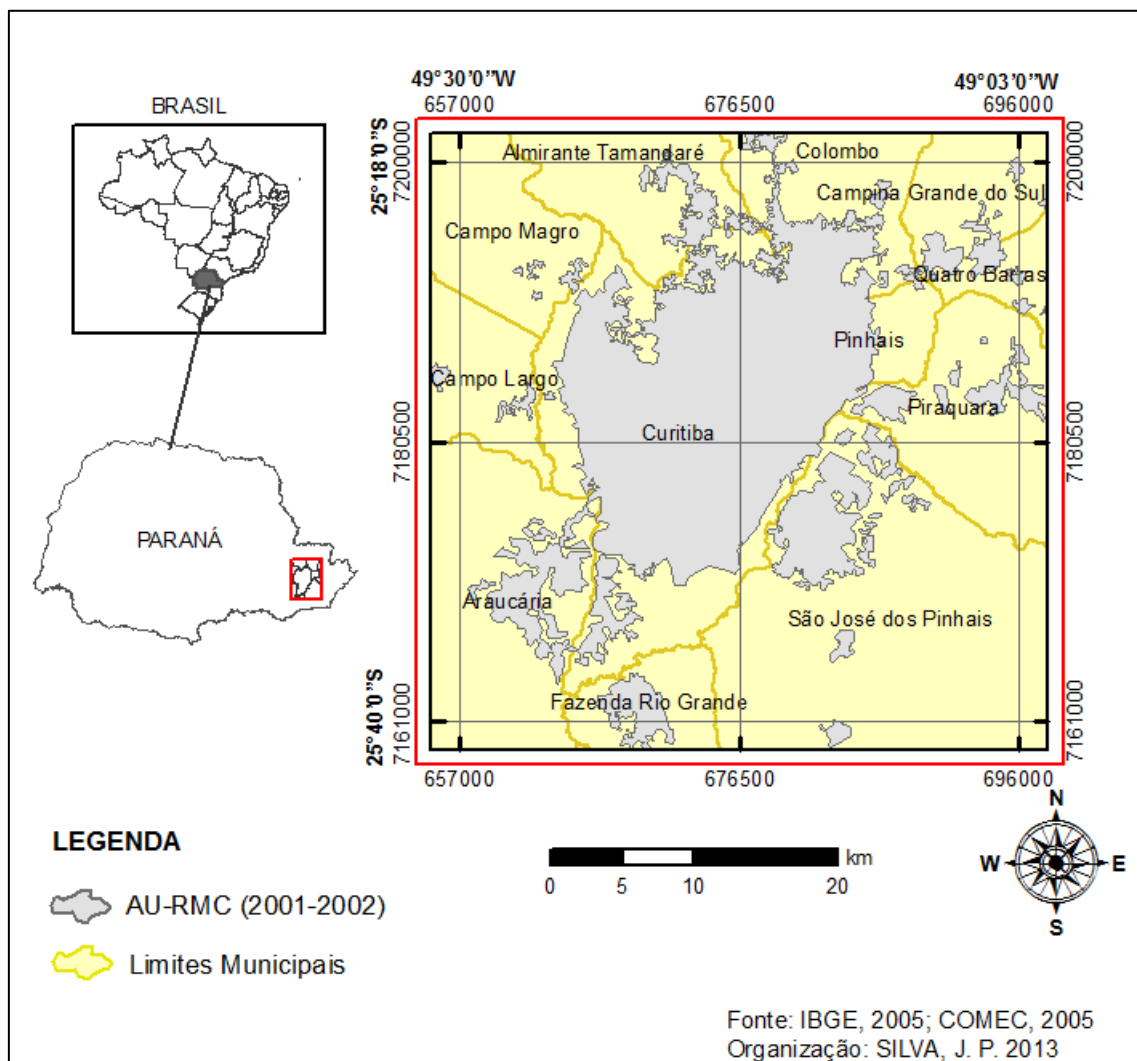 49°30'0"W
49°03'0"W
657000
676500
696000
BRASIL
25°18'0"S
7200000
7200000
Almirante Tamandaré
Colombo
Campina Grande do Sul
Campo Magro
Quatro Barras
Pinhais
Campo Largo
Piraquara
7180500
Curitiba
7180500
PARANÁ
Araucária
São José dos Pinhais
Fazenda Rio Grande
25°40'0"S
7161000
7161000
657000
676500
696000
N
W
E
S
LEGENDA
km
0
5
10
20
AU-RMC (2001-2002)
Limites Municipais
Fonte: IBGE, 2005; COMEC, 2005
Organização: SILVA, J. P. 2013